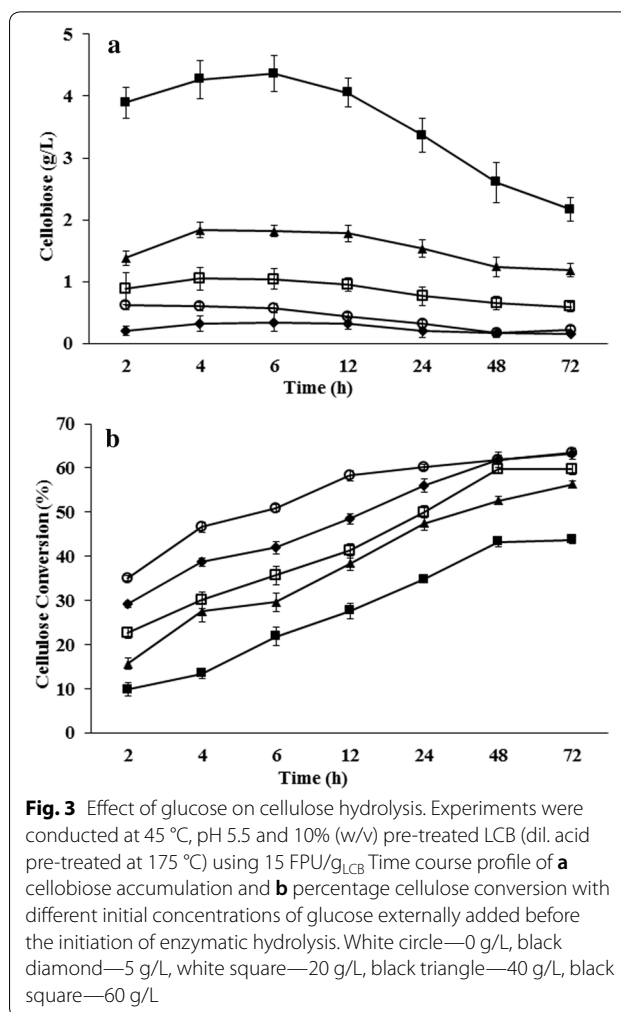 a
5
4
3
2
1
0
Cellobiose (g/L)
2 4 6 12 24 48 72
Time (h)
b
70
60
50
40
30
20
10
0
Cellulose Conversion (%)
2 4 6 12 24 48 72
Time (h)
Fig. 3 Effect of glucose on cellulose hydrolysis. Experiments were
conducted at 45 °C, pH 5.5 and 10% (w/v) pre-treated LCB (dil. acid
pre-treated at 175 °C) using 15 FPU/gLCB Time course profile of a
cellobiose accumulation and b percentage cellulose conversion with
different initial concentrations of glucose externally added before
the initiation of enzymatic hydrolysis. White circle—0 g/L, black
diamond—5 g/L, white square—20 g/L, black triangle—40 g/L, black
square—60 g/L